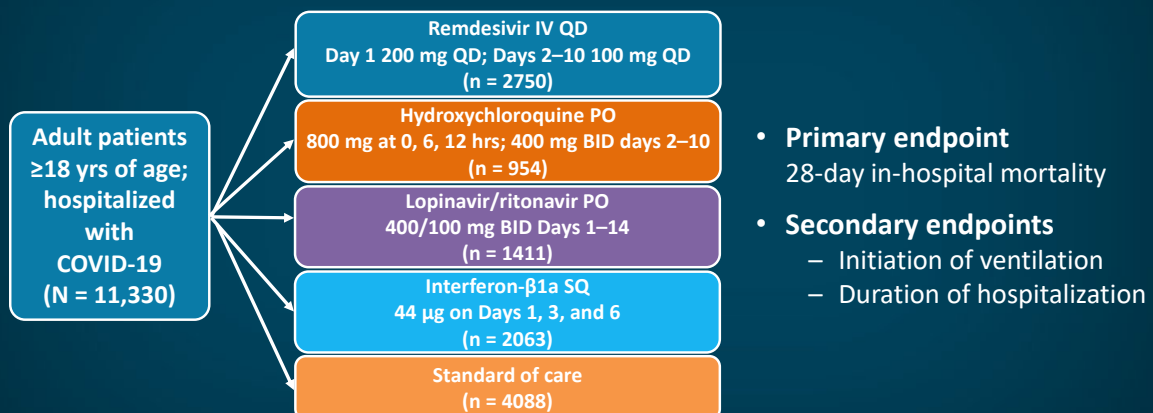 Remdesivir IV QD
Day 1 200 mg QD; Days 2–10 100 mg QD
(n = 2750)
Hydroxychloroquine PO
800 mg at 0, 6, 12 hrs; 400 mg BID days 2–10
(n = 954)
Adult patients
≥18 yrs of age;
hospitalized
with
COVID-19
(N = 11,330)
Lopinavir/ritonavir PO
400/100 mg BID Days 1–14
(n = 1411)
Interferon-β1a SQ
44 µg on Days 1, 3, and 6
(n = 2063)
Standard of care
(n = 4088)
• Primary endpoint
28-day in-hospital mortality
• Secondary endpoints
– Initiation of ventilation
– Duration of hospitalization